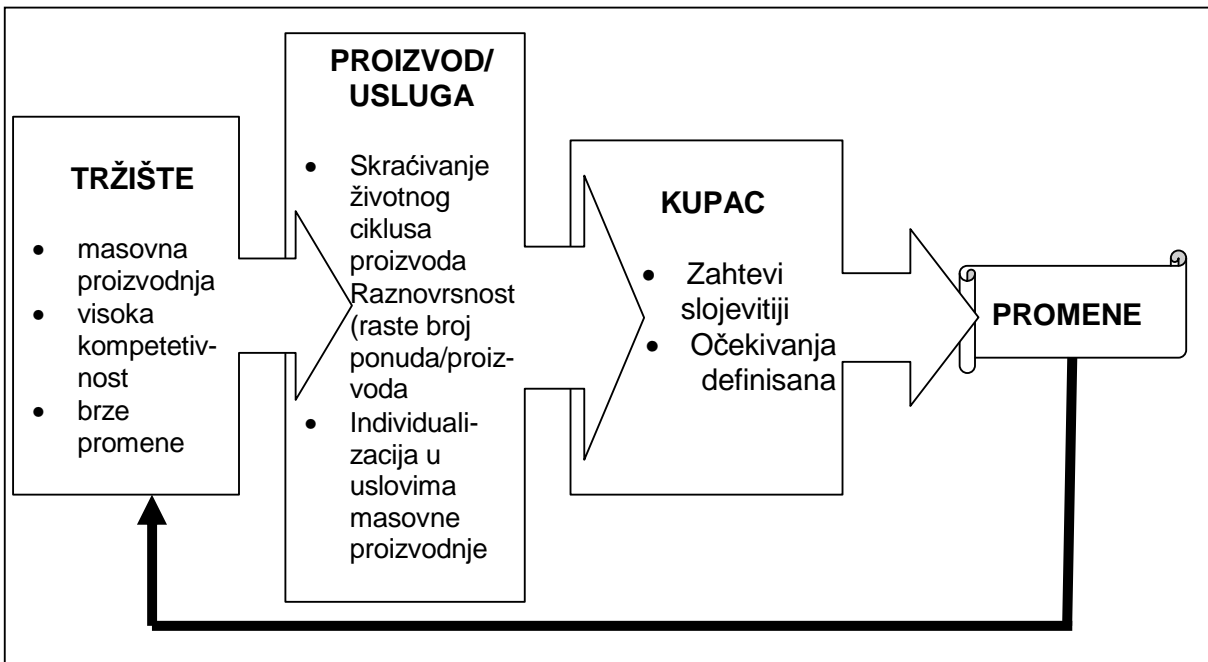 TRŽIŠTE
• masovna
proizvodnja
• visoka
kompetetiv-
nost
• brze
promene
PROIZVOD/
USLUGA
• Skraćivanje
životnog
ciklusa
proizvoda
Raznovrsnost
(raste broj
ponuda/proiz-
voda
• Individuali-
zacija u
uslovima
masovne
proizvodnje
KUPAC
• Zahtevi
slojevitiji
• Očekivanja
definisana
PROMENE